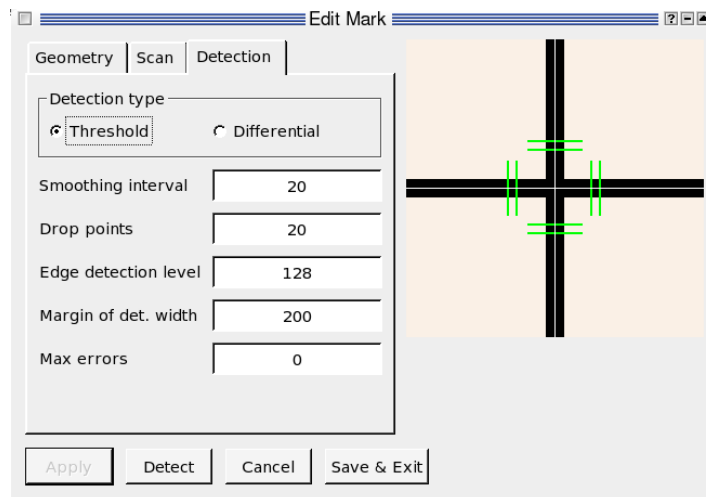 Edit Mark
Geometry Scan Detection
Detection type
Threshold Differential
Smoothing interval 20
Drop points 20
Edge detection level 128
Margin of det. width 200
Max errors 0
Apply Detect Cancel Save & Exit